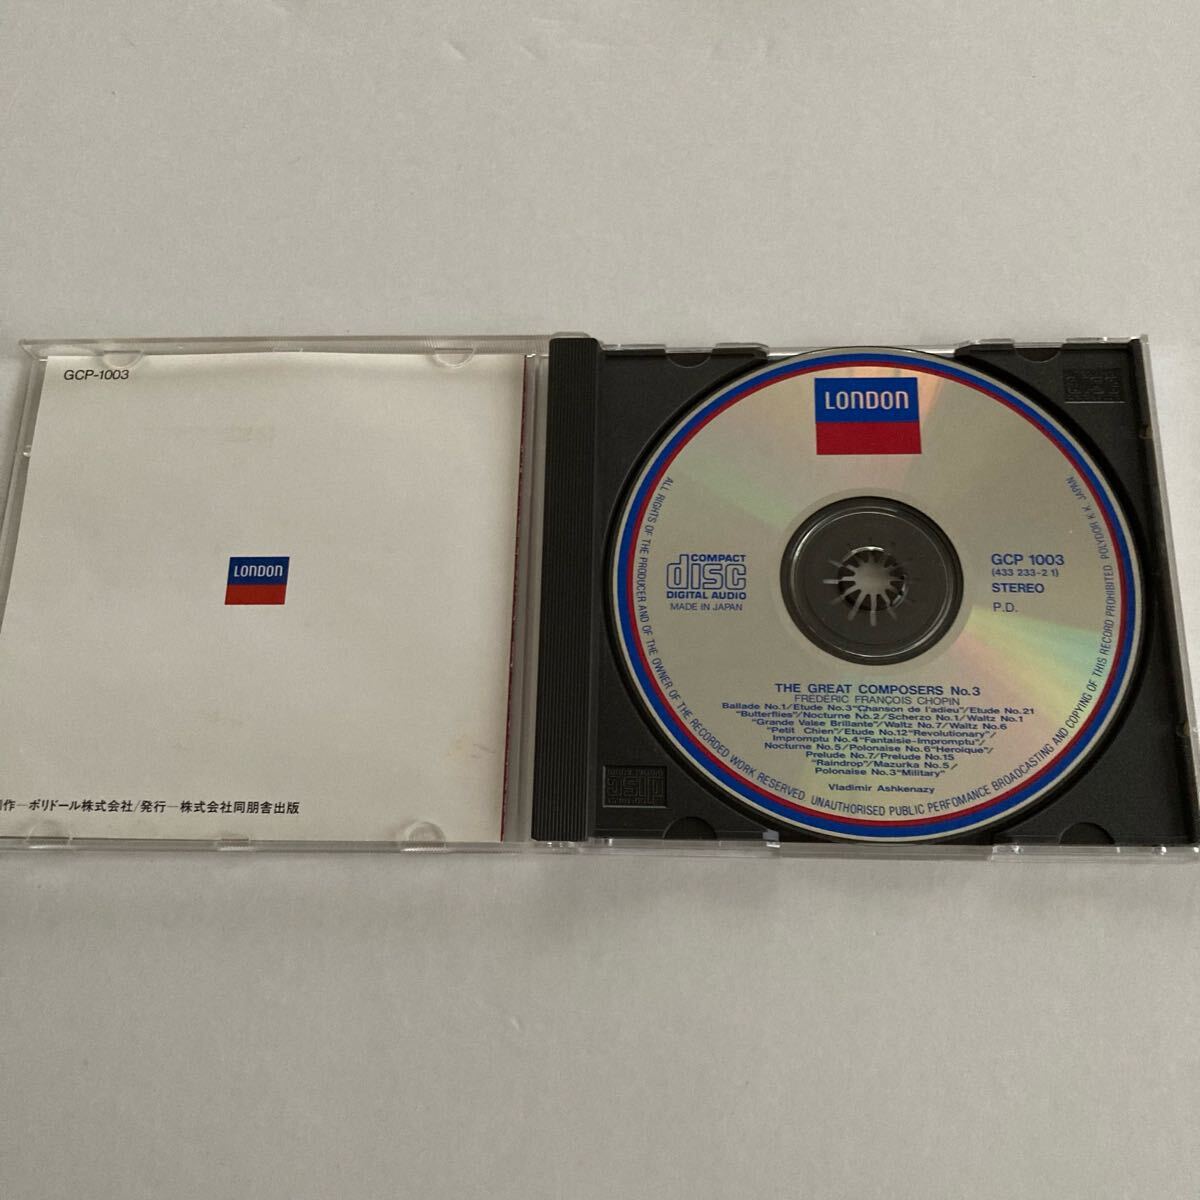 GCP-1003
LONDON
作—ポリドール株式会社/発行—株式会社同朋舎出版
LONDON
COMPACT
disc
DIGITAL AUDIO
MADE IN JAPAN
GCP 1003
(433 233-2 1)
STEREO
P.D.
THE GREAT COMPOSERS No.3
FRÉDÉRIC FRANÇOIS CHOPIN
Ballade No.1/Etude No.3"Chanson de l'adieu"/Etude No.21
"Butterflies"/Nocturne No.2/Scherzo No.1/Waltz No.1
"Grande Valse Brillante"/Waltz No.7/Waltz No.6
"Petit Chien"/Etude No.12"Revolutionary"/
Impromptu No.4"Fantaisie-Impromptu"/
Nocturne No.5/Polonaise No.6"Heroique"/
Prelude No.7/Prelude No.15
"Raindrop"/Mazurka No.5/
Polonaise No.3"Military"
Vladimir Ashkenazy
ALL RIGHTS OF THE PRODUCER AND OF THE OWNER OF THE RECORDED WORK RESERVED. UNAUTHORISED PUBLIC PERFOMANCE BROADCASTING AND COPYING OF THIS RECORD PROHIBITED. POLYDOR K.K. JAPAN